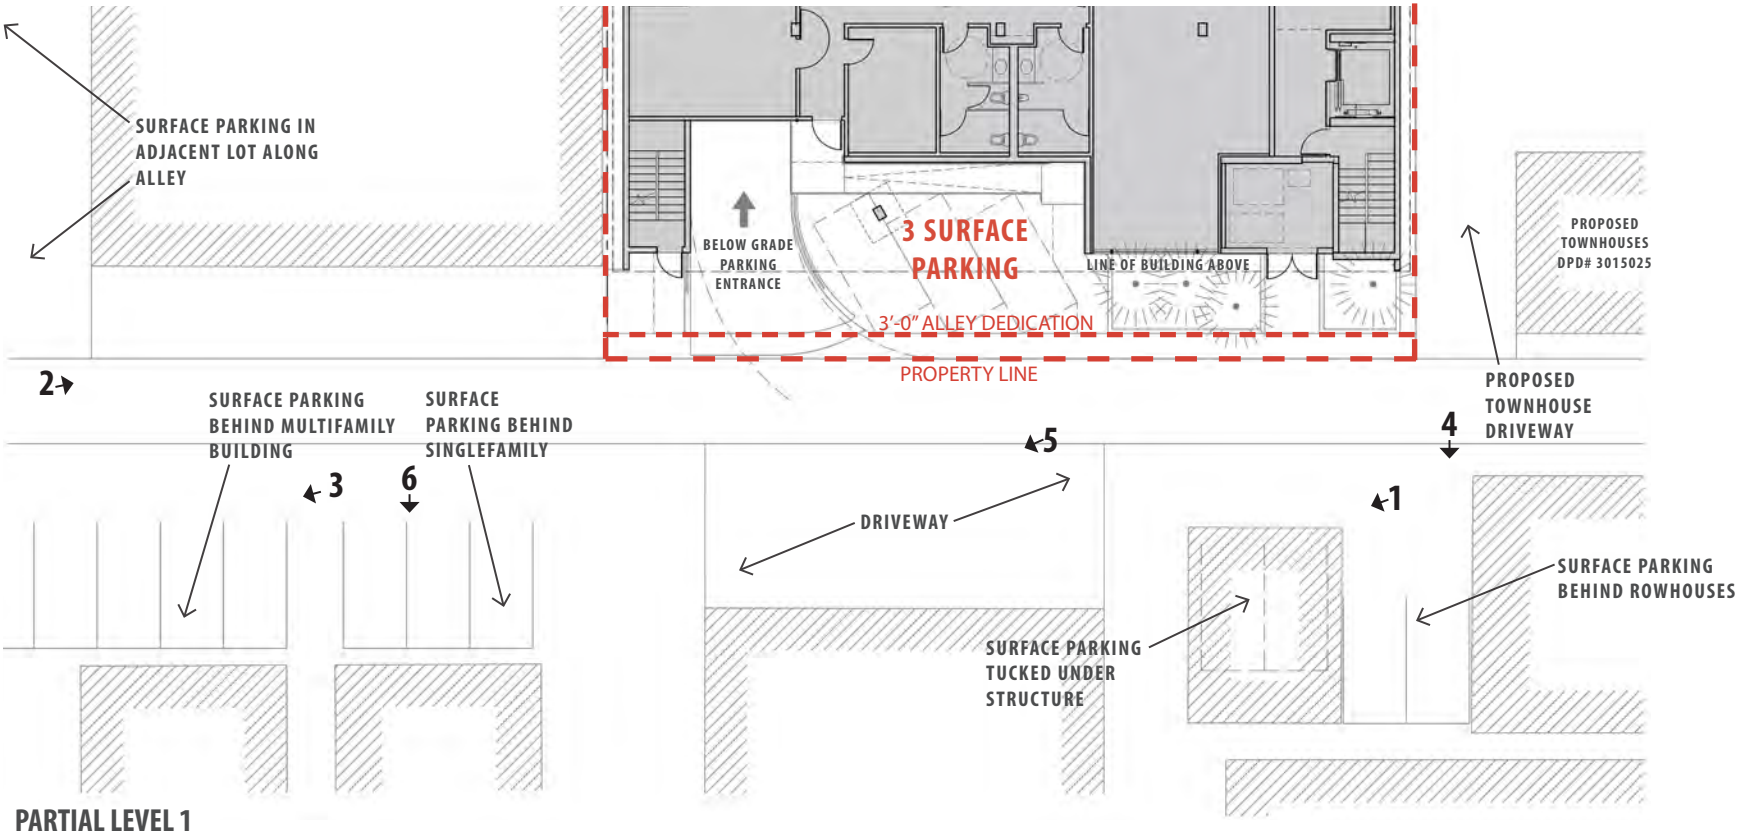 SURFACE PARKING IN
ADJACENT LOT ALONG
ALLEY
BELOW GRADE
PARKING
ENTRANCE
3 SURFACE
PARKING
LINE OF BUILDING ABOVE
3'-0" ALLEY DEDICATION
PROPERTY LINE
PROPOSED
TOWNHOUSES
DPD# 3015025
PROPOSED
TOWNHOUSE
DRIVEWAY
2
SURFACE PARKING
BEHIND MULTIFAMILY
BUILDING
SURFACE
PARKING BEHIND
SINGLEFAMILY
3
6
5
4
1
DRIVEWAY
SURFACE PARKING
TUCKED UNDER
STRUCTURE
SURFACE PARKING
BEHIND ROWHOUSES
PARTIAL LEVEL 1